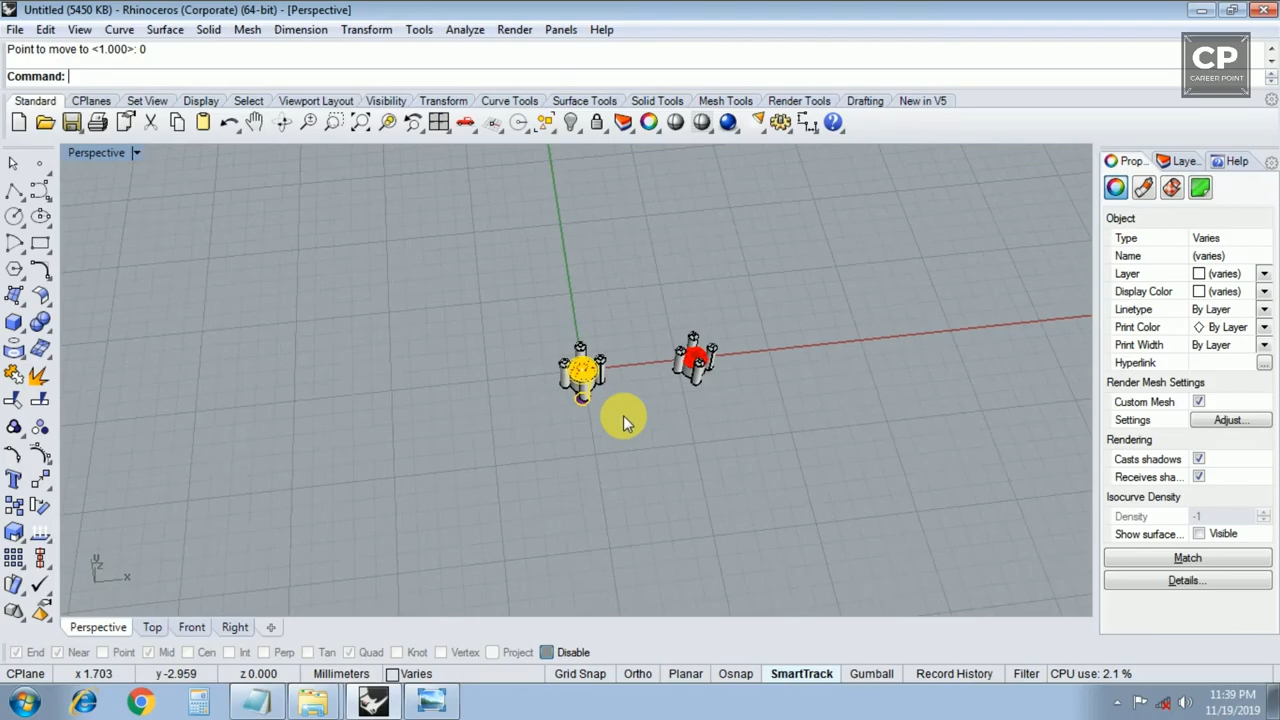 Untitled (5450 KB) - Rhinoceros (Corporate) (64-bit) - [Perspective]
File Edit View Curve Surface Solid Mesh Dimension Transform Tools Analyze Render Panels Help
Point to move to <1.000>: 0
Command:
CP
CAREER POINT
Standard CPlanes Set View Display Select Viewport Layout Visibility Transform Curve Tools Surface Tools Solid Tools Mesh Tools Render Tools Drafting New in V5
Perspective
Prop... Laye... Help
Object
Type Varies
Name (varies)
Layer (varies)
Display Color (varies)
Linetype By Layer
Print Color By Layer
Print Width By Layer
Hyperlink ...
Render Mesh Settings
Custom Mesh
Settings Adjust...
Rendering
Casts shadows
Receives sha...
Isocurve Density
Density -1
Show surface... Visible
Match
Details...
y
z
x
Perspective Top Front Right
End Near Point Mid Cen Int Perp Tan Quad Knot Vertex Project Disable
CPlane x 1.703 y -2.959 z 0.000 Millimeters Varies Grid Snap Ortho Planar Osnap SmartTrack Gumball Record History Filter CPU use: 2.1 %
11:39 PM
11/19/2019